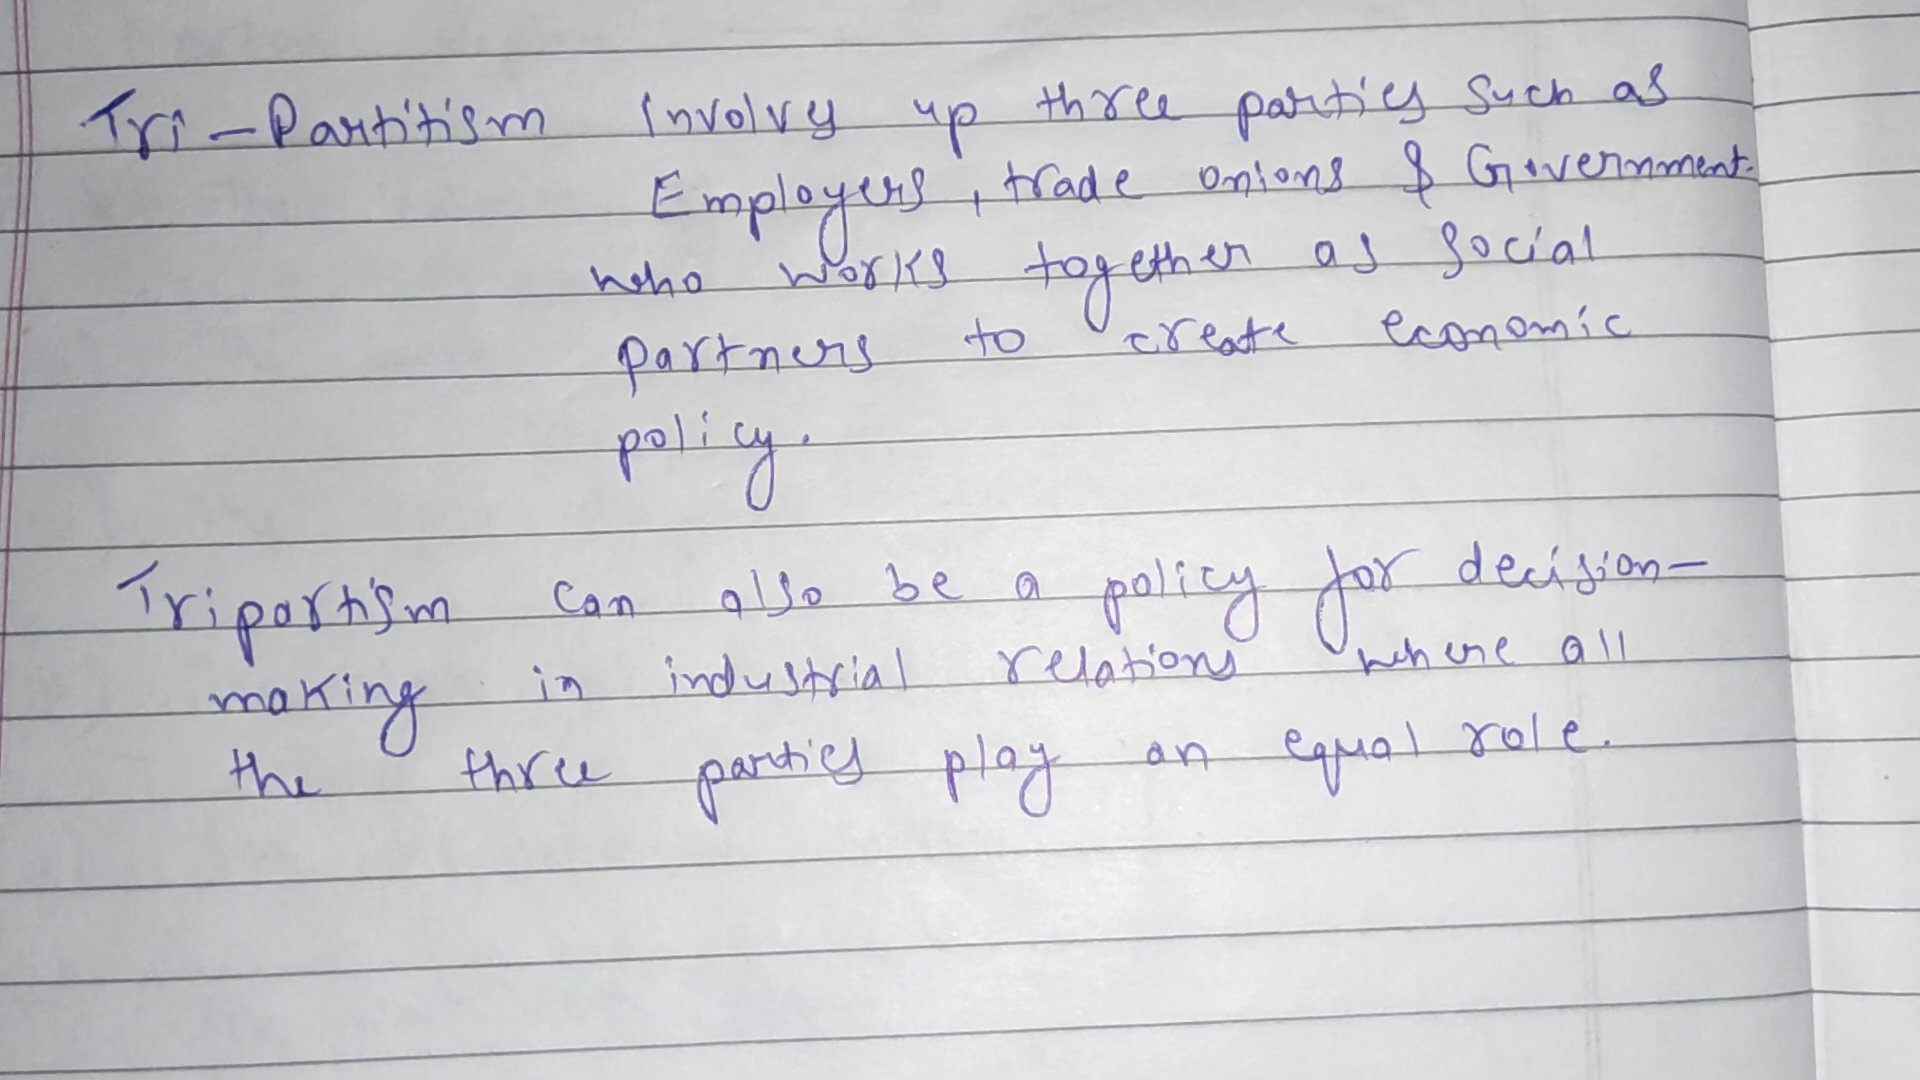 Tri-Partitism involves up three parties such as
Employers, trade onions & Government.
who works together as social
partners to create economic
policy.
Tripartism can also be a policy for decision-
making in industrial relations where all
the three parties play an equal role.